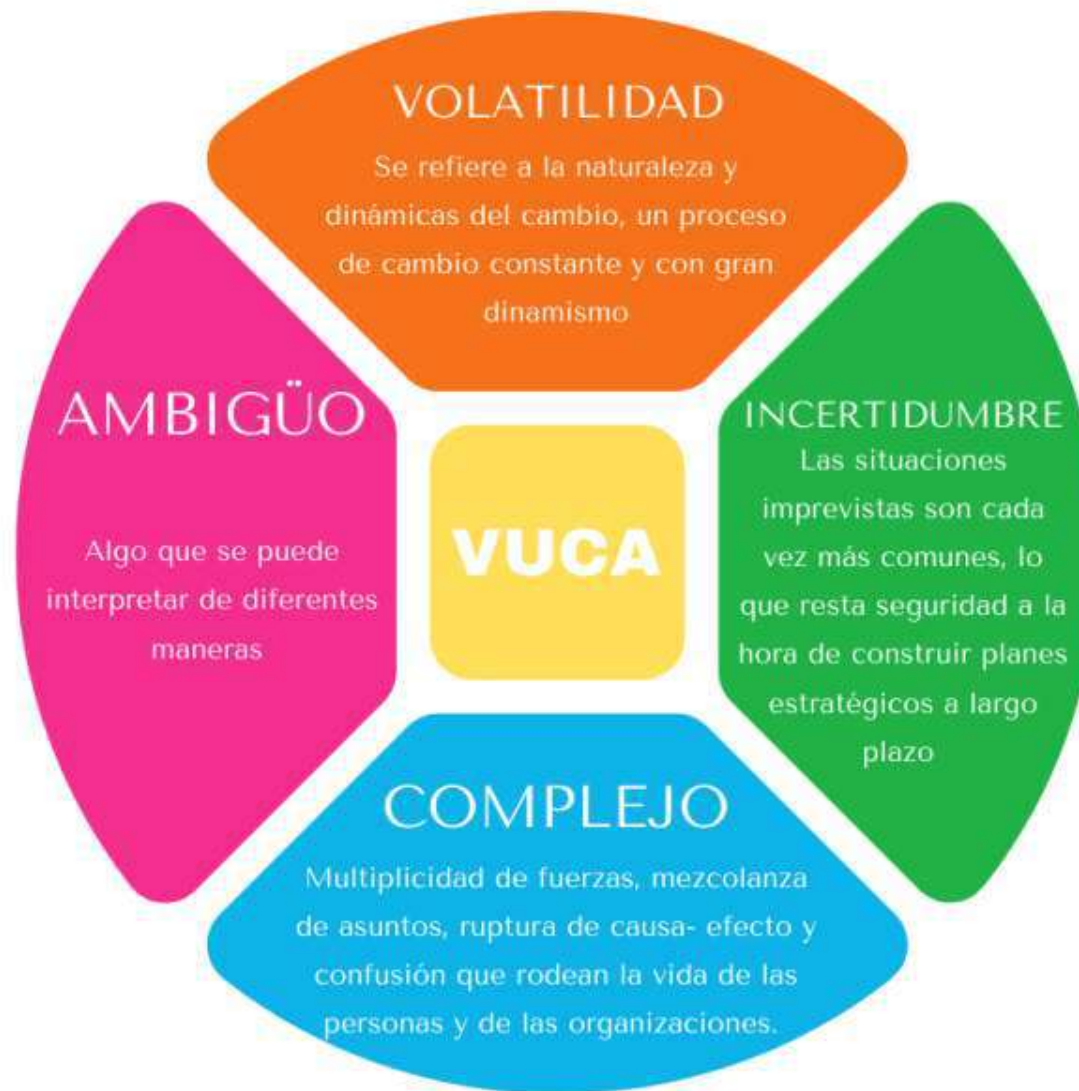 VOLATILIDAD
Se refiere a la naturaleza y
dinámicas del cambio, un proceso
de cambio constante y con gran
dinamismo
AMBIGÜO
Algo que se puede
interpretar de diferentes
maneras
VUCA
INCERTIDUMBRE
Las situaciones
imprevistas son cada
vez más comunes, lo
que resta seguridad a la
hora de construir planes
estratégicos a largo
plazo
COMPLEJO
Multiplicidad de fuerzas, mezcolanza
de asuntos, ruptura de causa- efecto y
confusión que rodean la vida de las
personas y de las organizaciones.